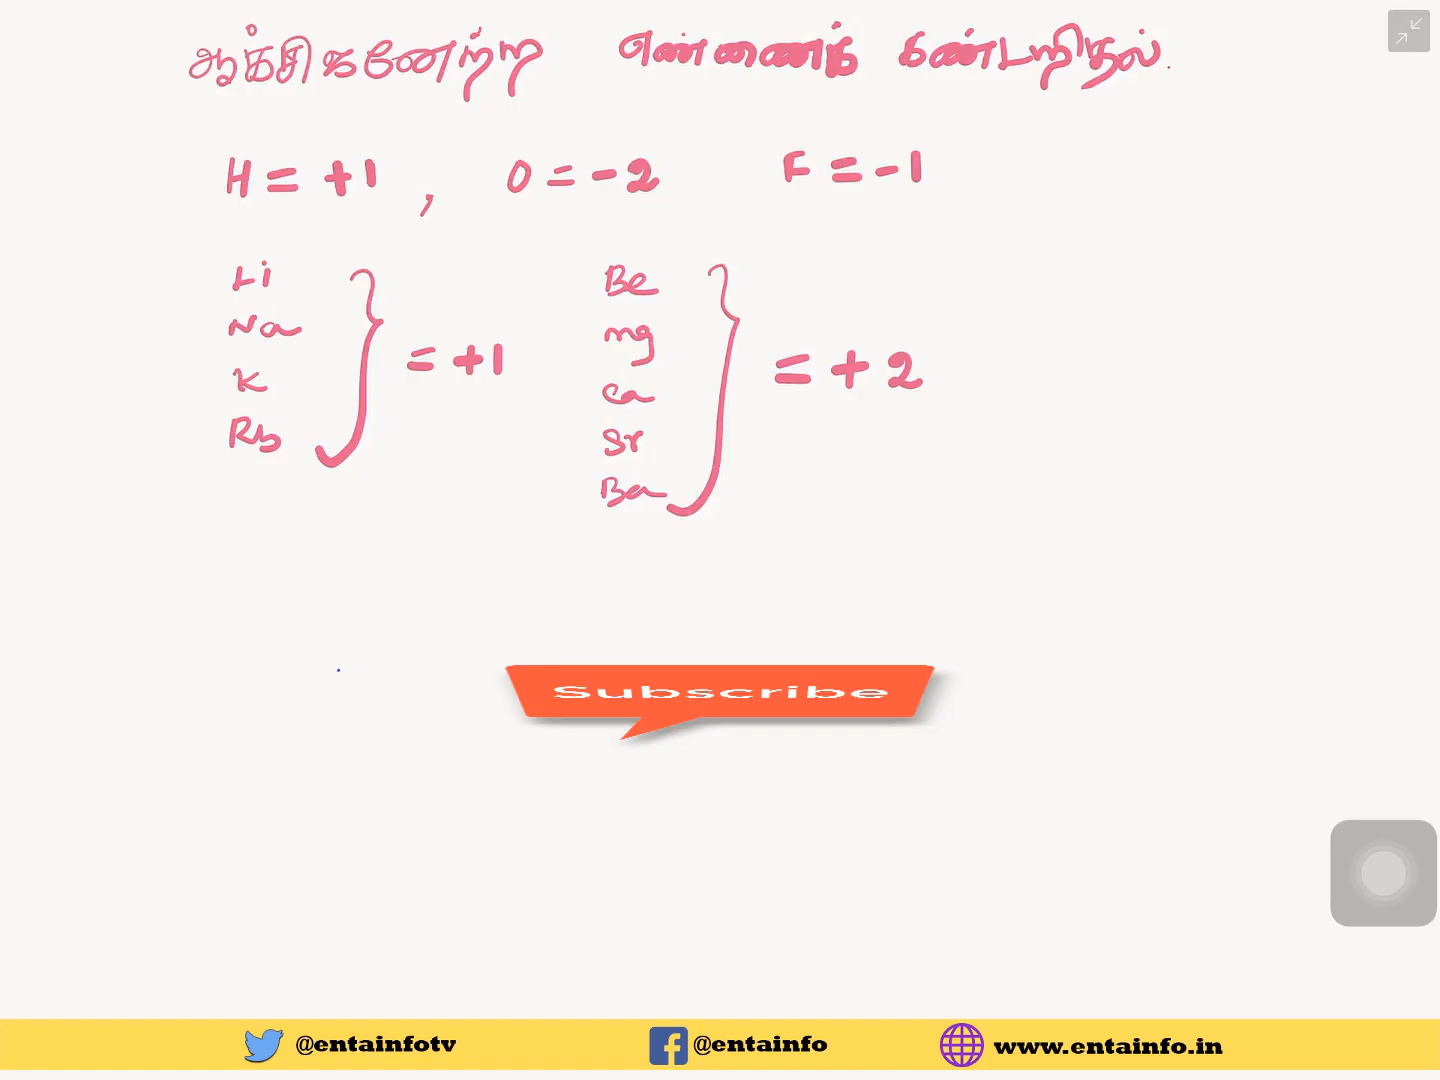 ஆக்சிஜனேற்ற எண்ணைக் கண்டறிதல்.
H = +1 , O = -2 F = -1
Li
Na
K
Rb
} = +1
Be
Mg
Ca
Sr
Ba
} = +2
Subscribe
@entainfotv @entainfo www.entainfo.in